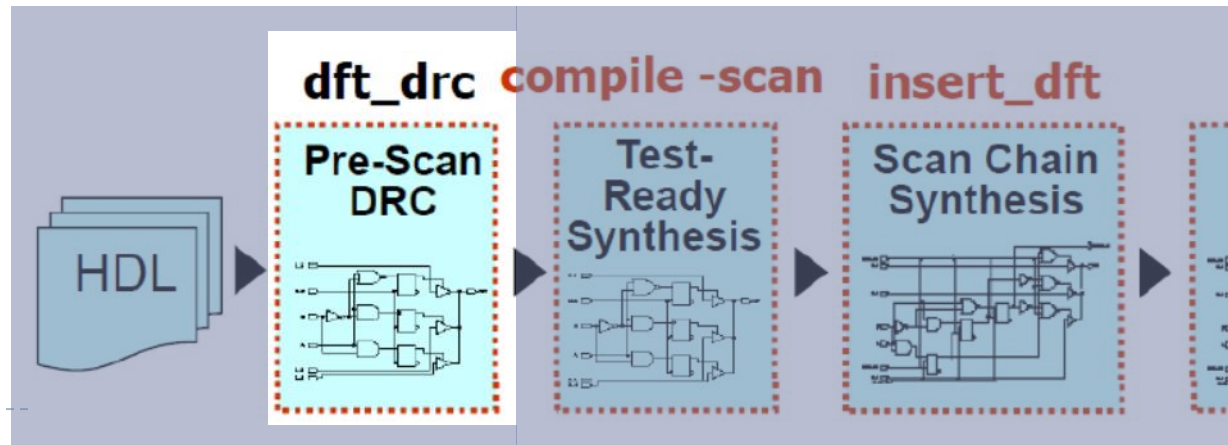 dft_drc
compile -scan
insert_dft
HDL
Pre-Scan
DRC
Test-
Ready
Synthesis
Scan Chain
Synthesis